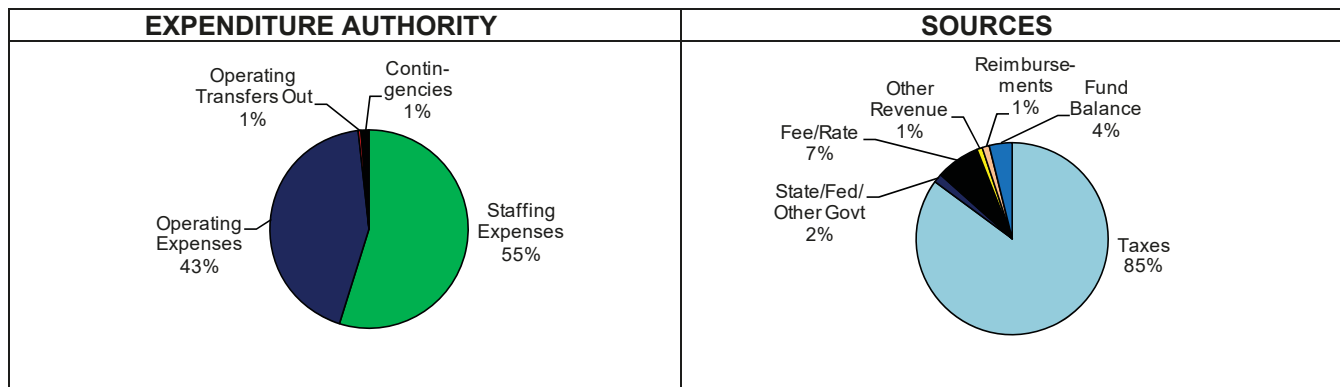 EXPENDITURE AUTHORITY
Operating
Transfers Out
1%
Contin-
gencies
1%
Operating
Expenses
43%
Staffing
Expenses
55%
SOURCES
Reimburse-
ments
1%
Other
Revenue
1%
Fund
Balance
4%
Fee/Rate
7%
State/Fed/
Other Govt
2%
Taxes
85%